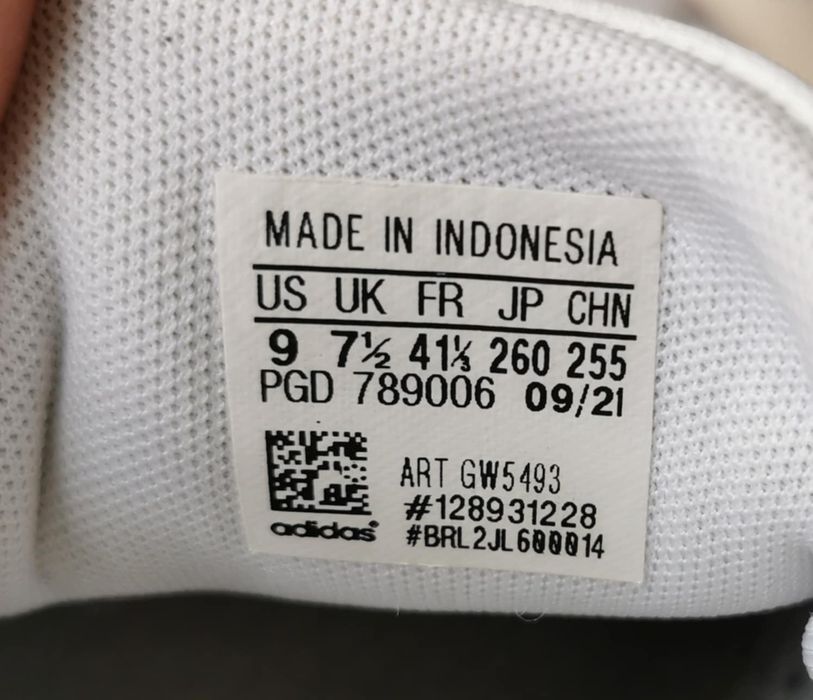 MADE IN INDONESIA
US UK FR JP CHN
9 7½ 41⅓ 260 255
PGD 789006 09/21
ART GW5493
#128931228
adidas #BRL2JL600014